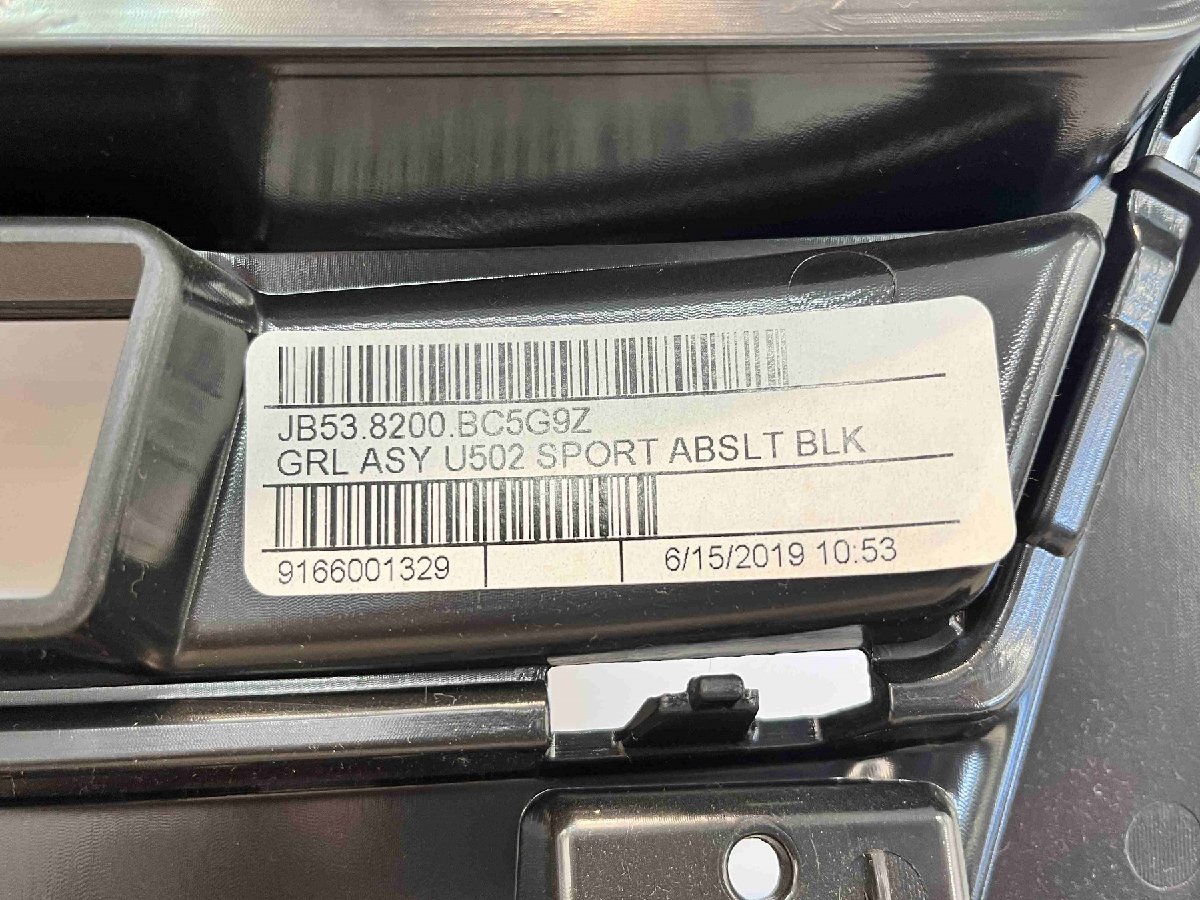 JB53.8200.BC5G9Z
GRL ASY U502 SPORT ABSLT BLK
9166001329 6/15/2019 10:53